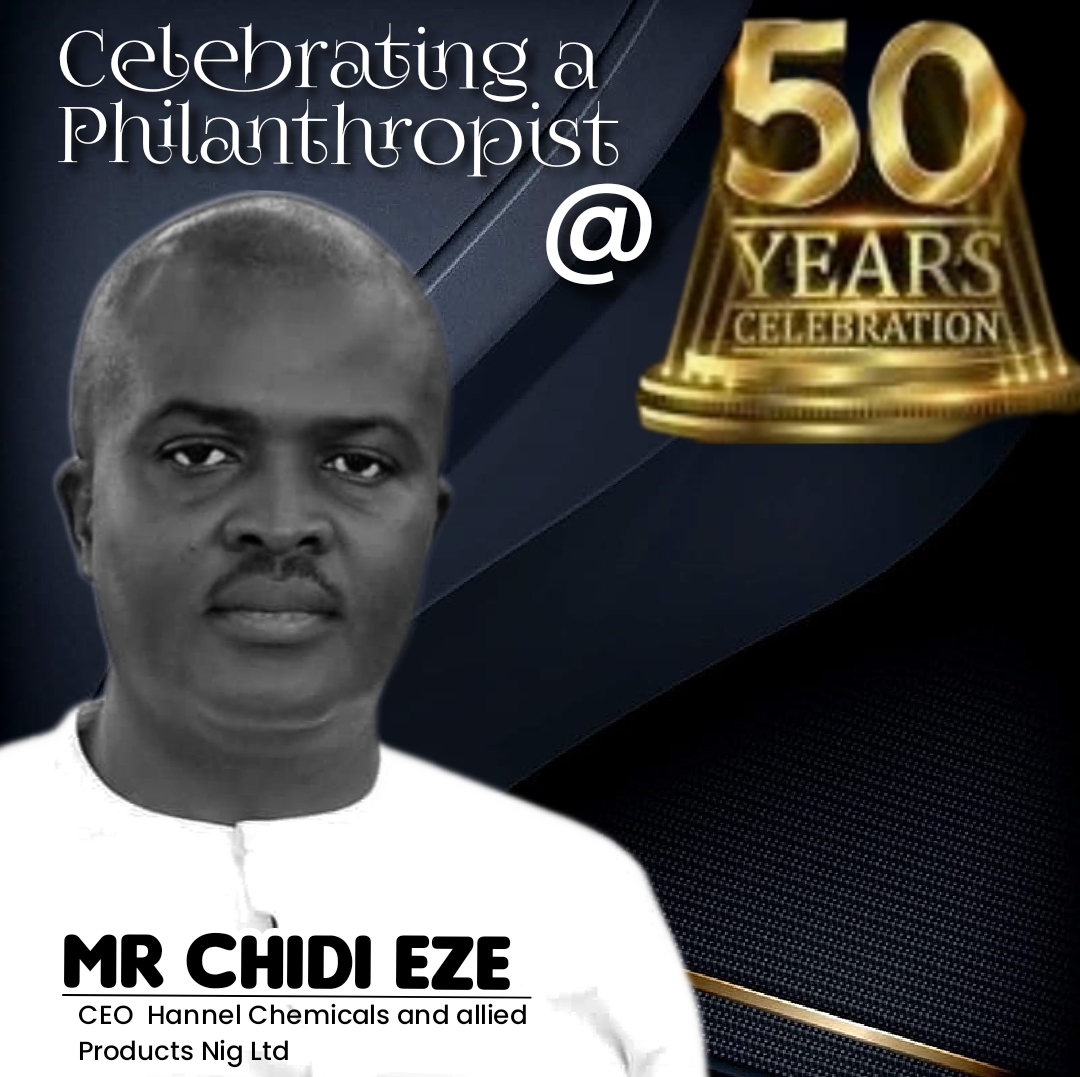 Celebrating a
Philanthropist
@
50
YEARS
CELEBRATION
MR CHIDI EZE
CEO Hannel Chemicals and allied
Products Nig Ltd